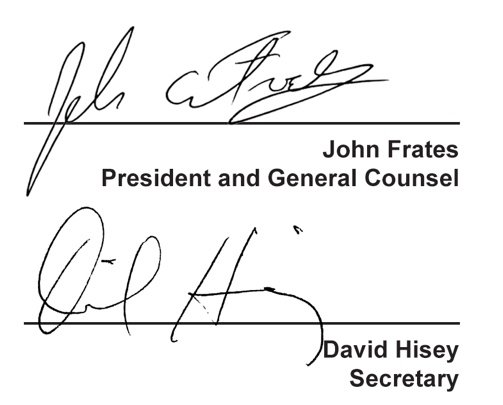 John Frates
President and General Counsel
David Hisey
Secretary